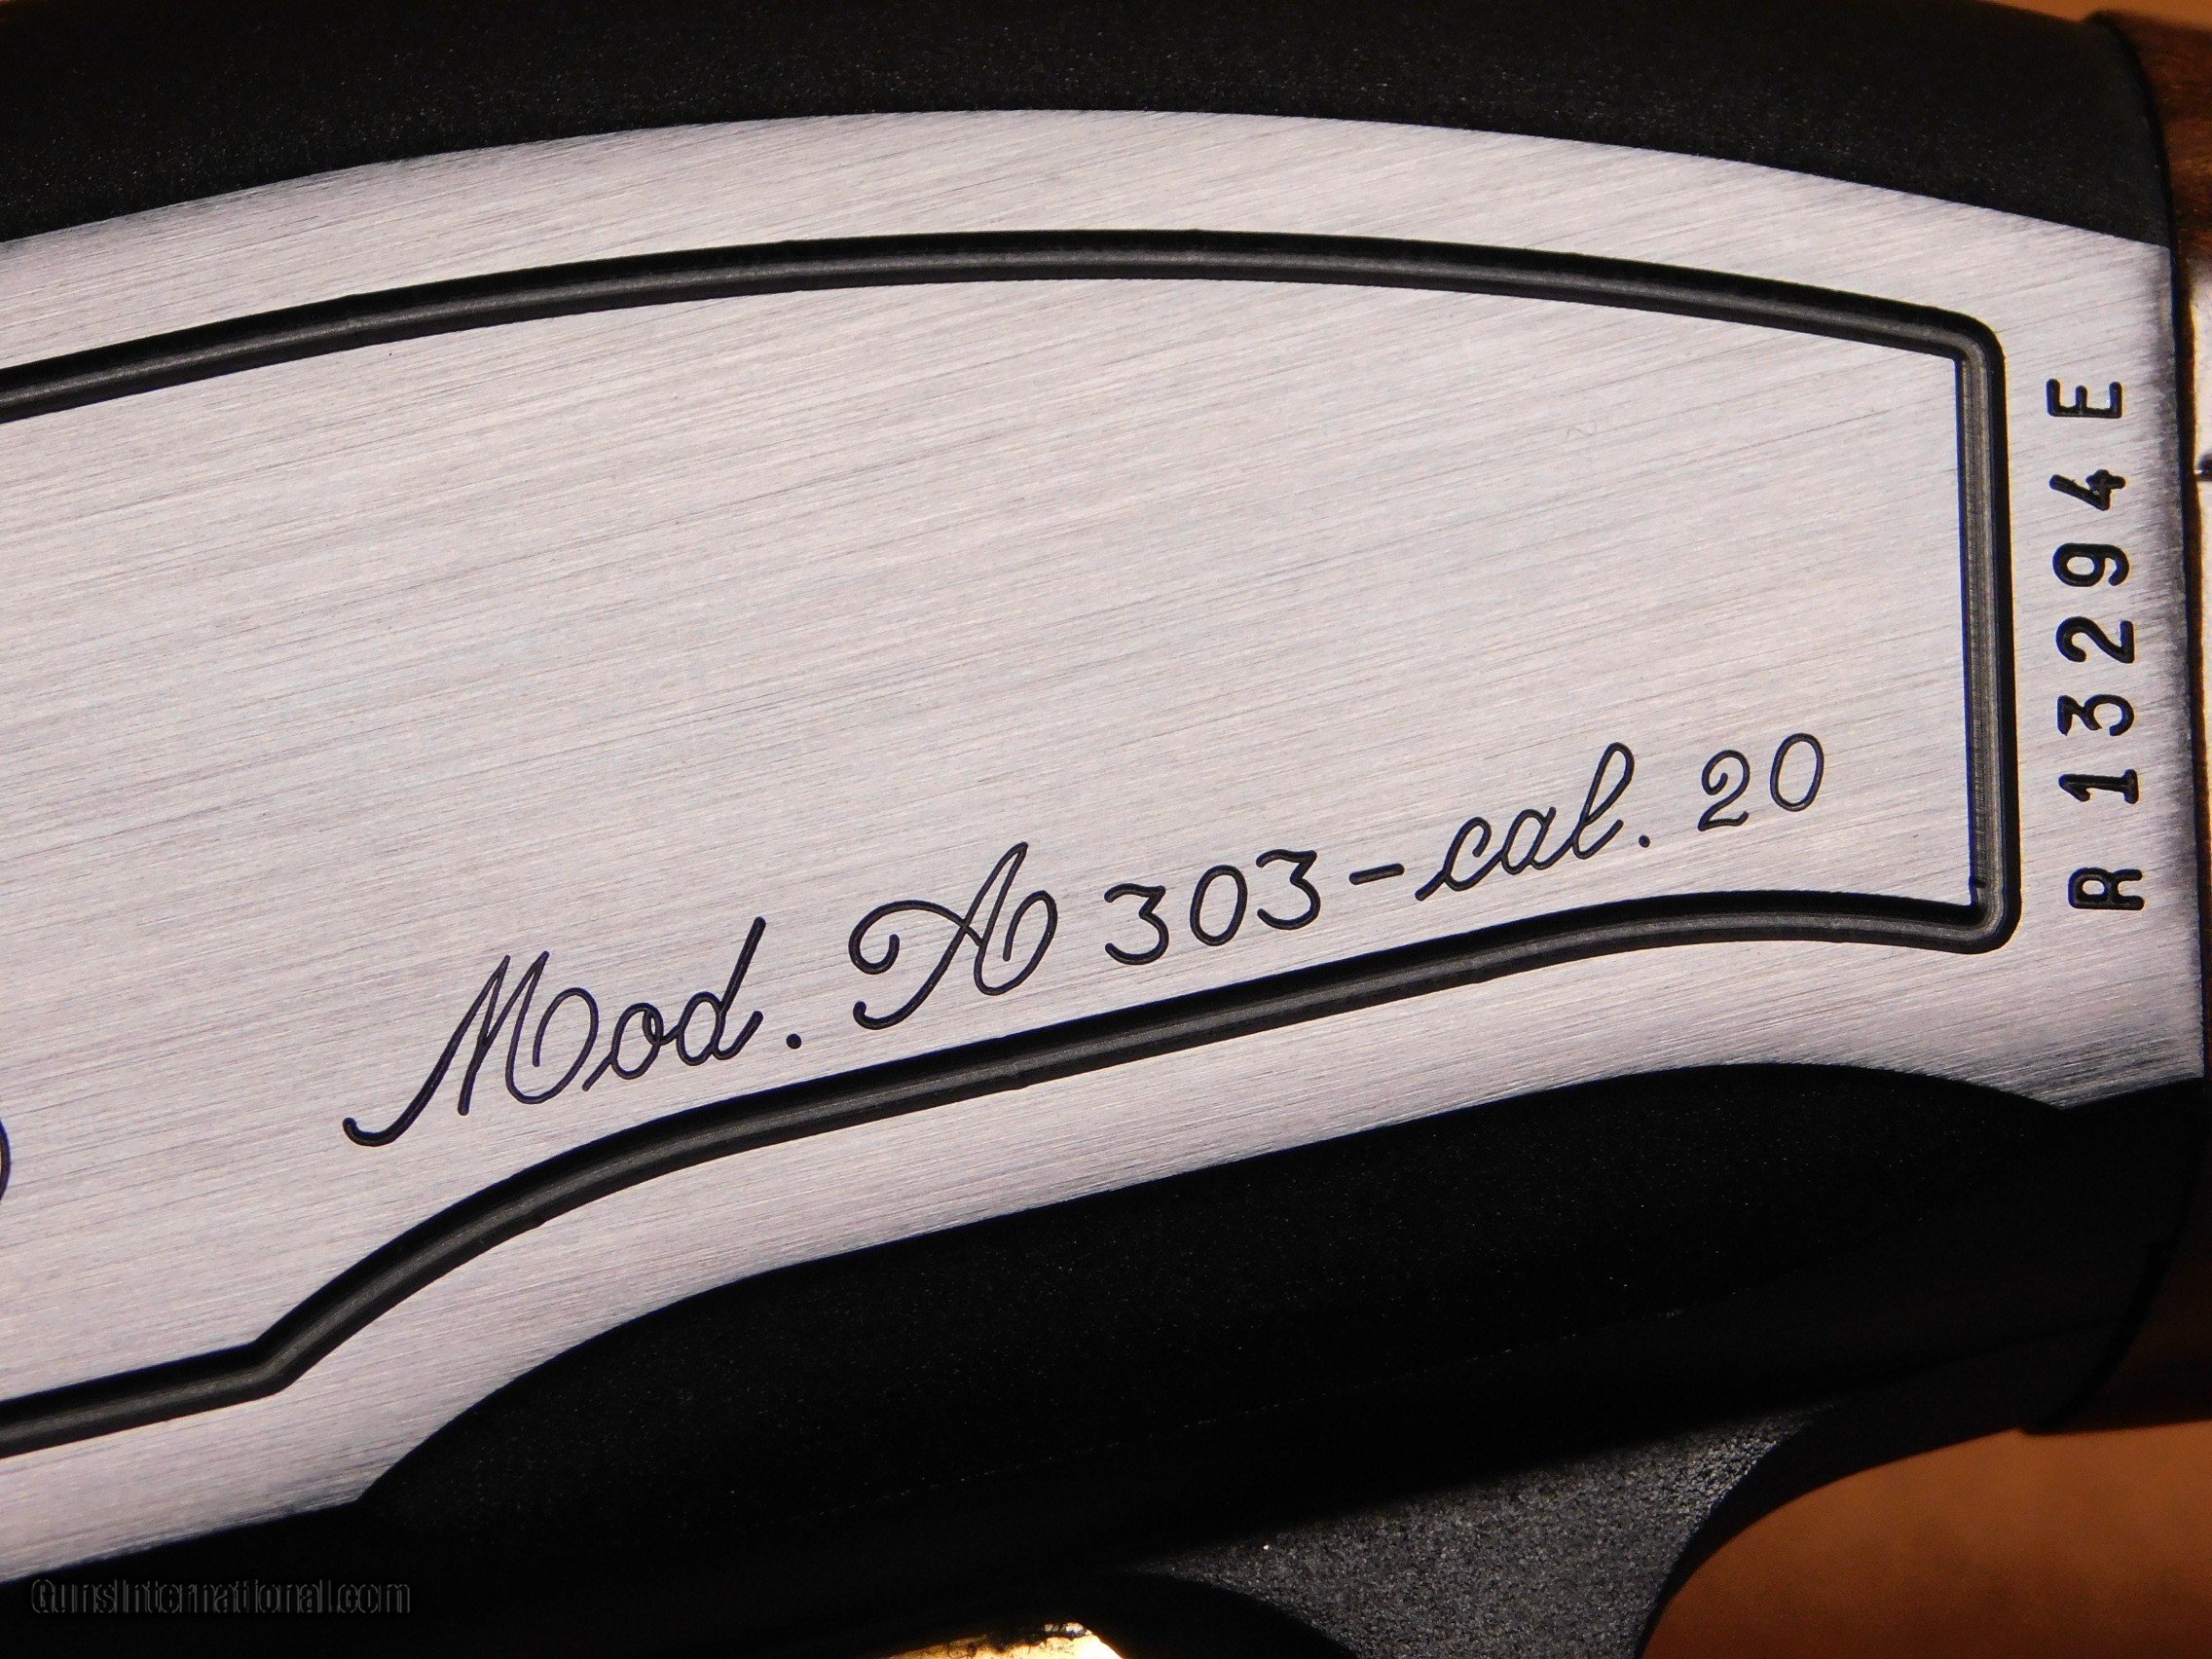 Mod. A 303-cal. 20
R 13294 E
GunsInternational.com